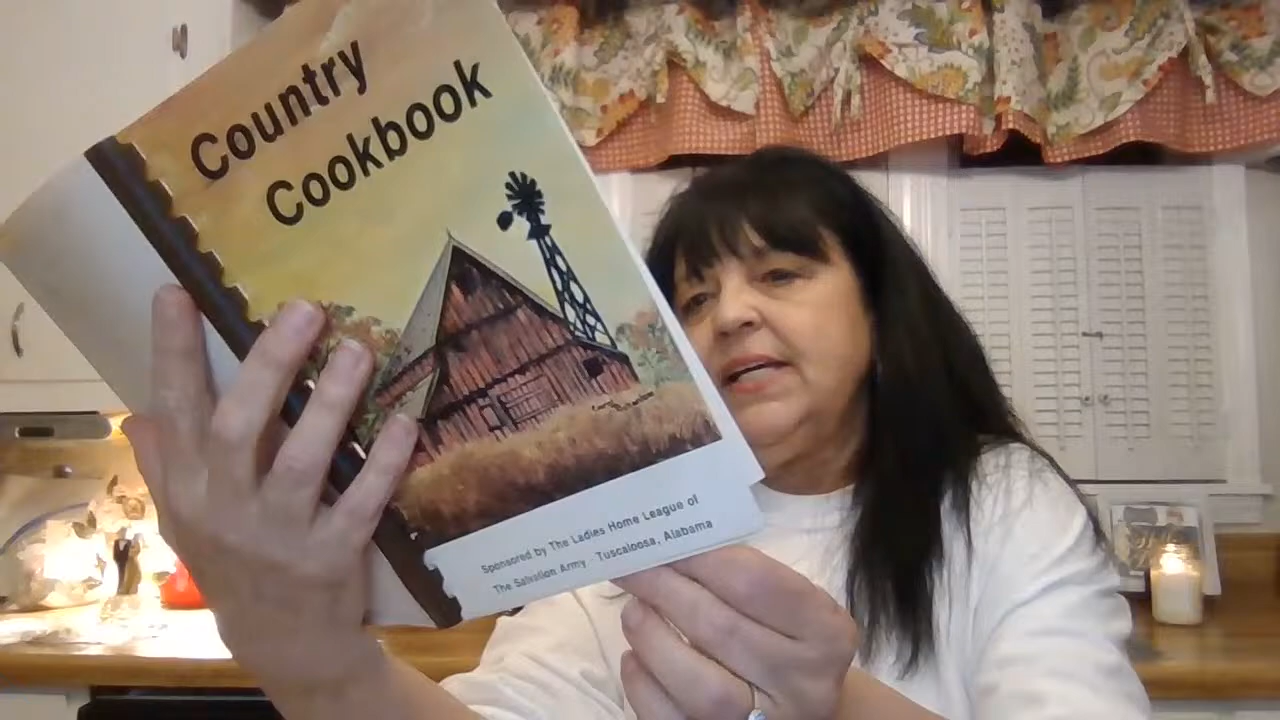 Country
Cookbook
Sponsored by The Ladies Home League of
The Salvation Army - Tuscaloosa, Alabama